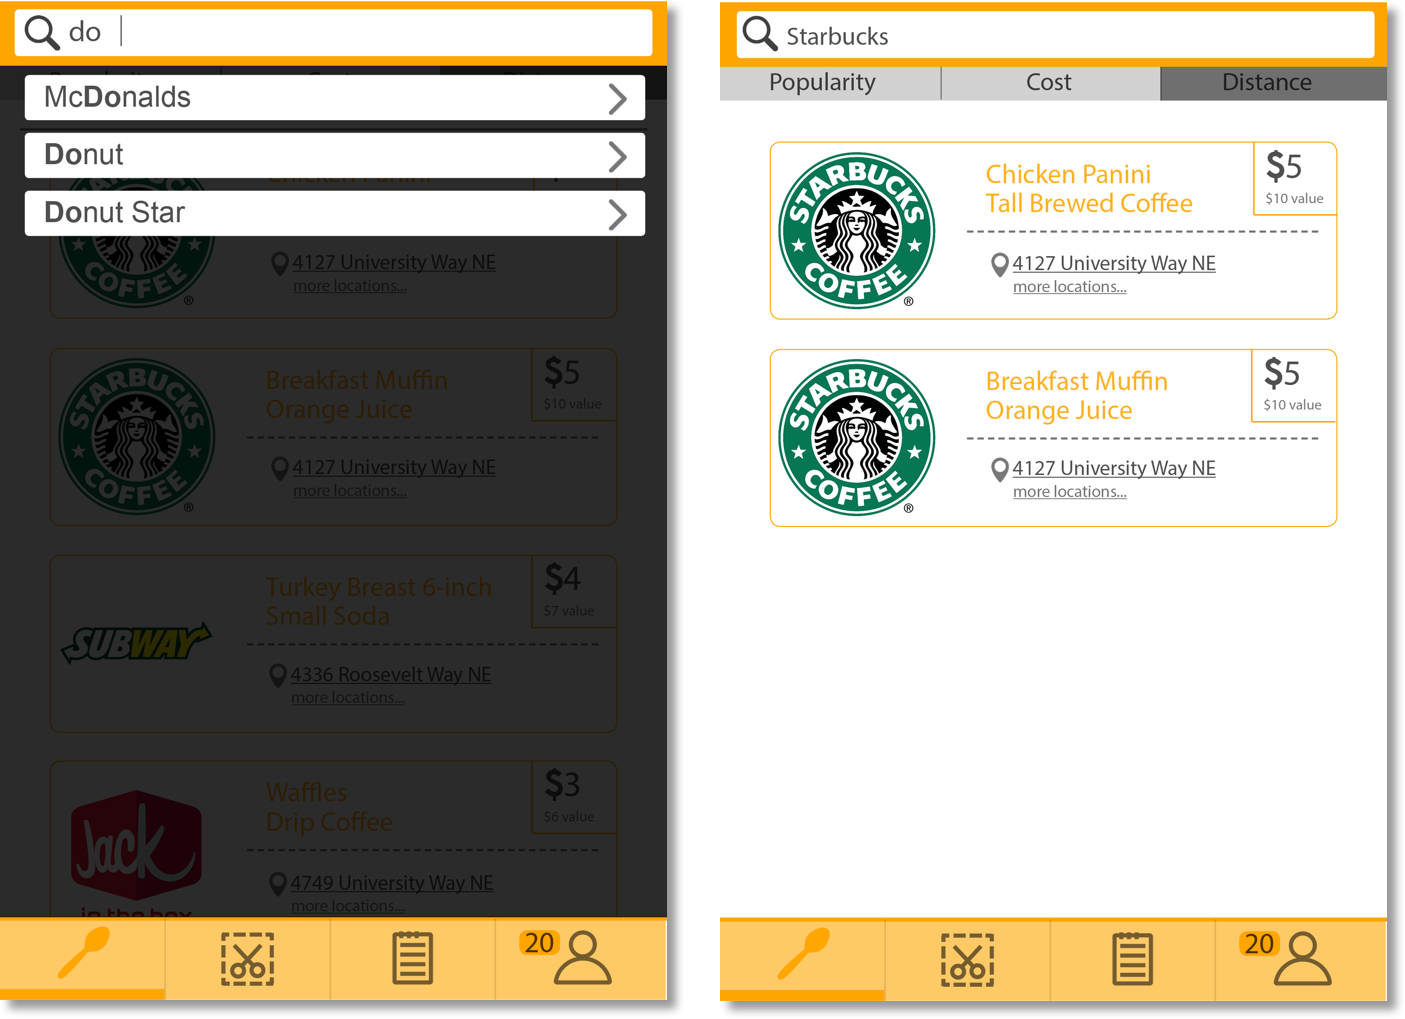 do
McDonalds
Donut
Donut Star
4127 University Way NE
more locations...
COFFEE
®
STARBUCKS
COFFEE
®
Breakfast Muffin
Orange Juice
$5
$10 value
4127 University Way NE
more locations...
SUBWAY
Turkey Breast 6-inch
Small Soda
$4
$7 value
4336 Roosevelt Way NE
more locations...
Jack
in the box
Waffles
Drip Coffee
$3
$6 value
4749 University Way NE
more locations...
20
Starbucks
Popularity
Cost
Distance
STARBUCKS
COFFEE
®
Chicken Panini
Tall Brewed Coffee
$5
$10 value
4127 University Way NE
more locations...
STARBUCKS
COFFEE
®
Breakfast Muffin
Orange Juice
$5
$10 value
4127 University Way NE
more locations...
20